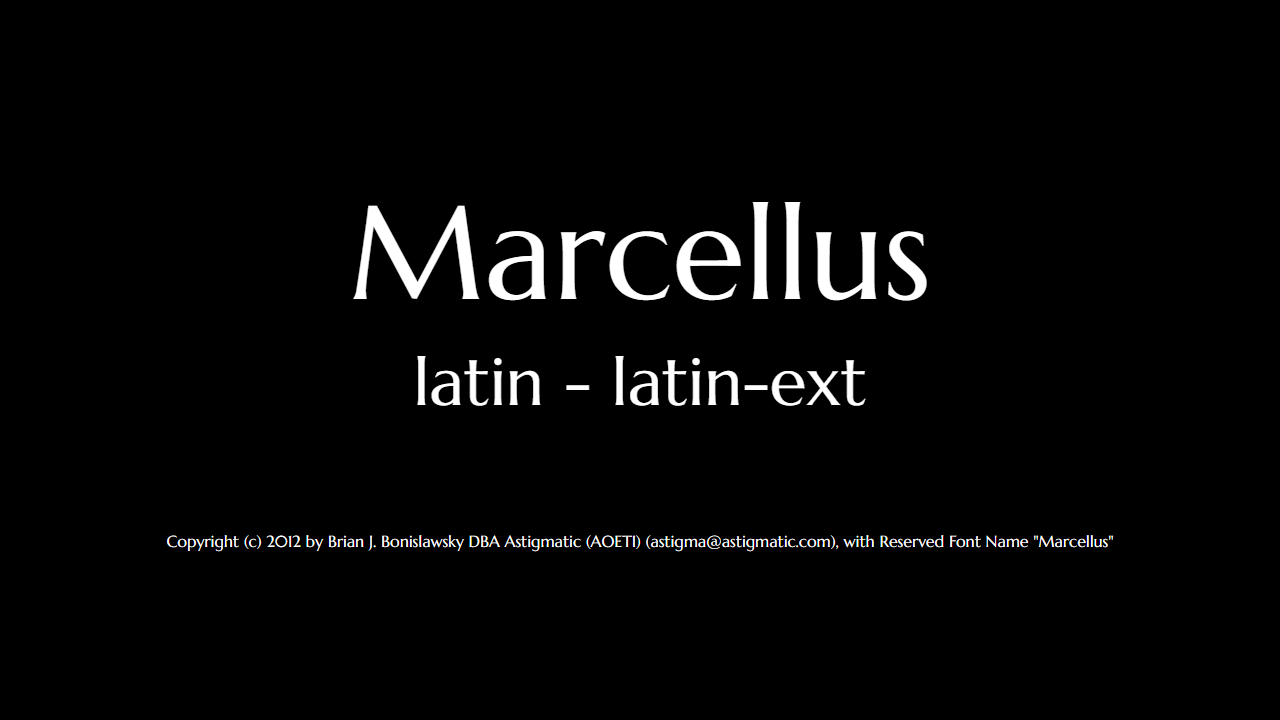 Marcellus
latin - latin-ext
Copyright (c) 2012 by Brian J. Bonislawsky DBA Astigmatic (AOETI) (astigma@astigmatic.com), with Reserved Font Name "Marcellus"